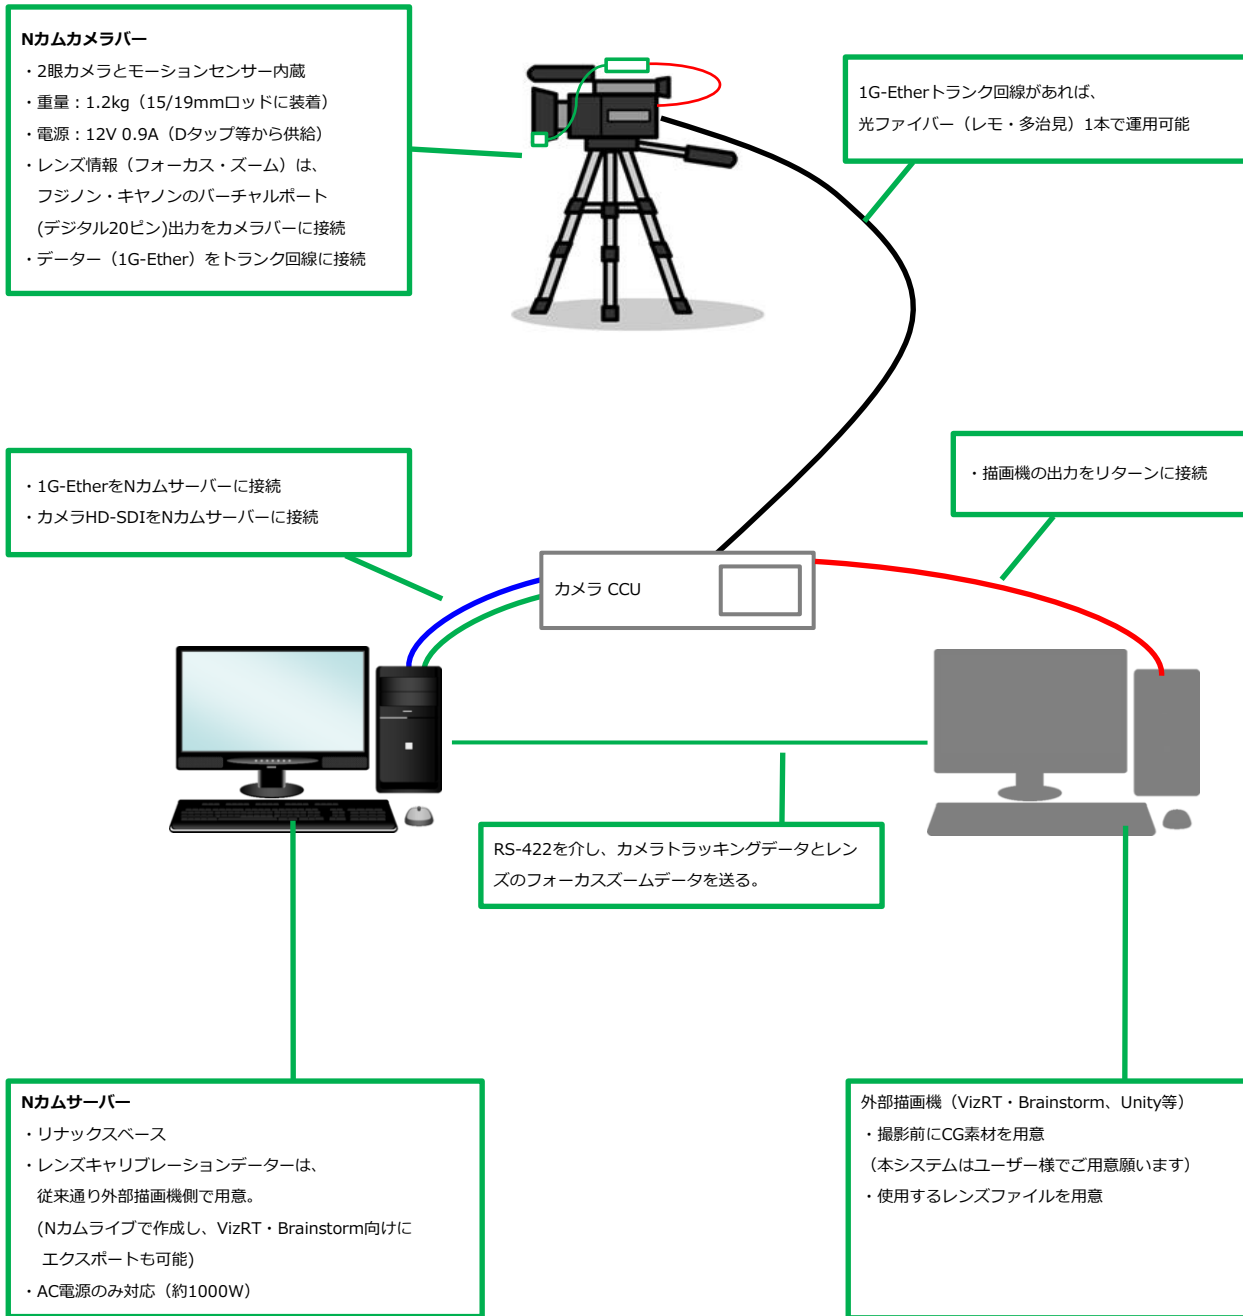 Nカムカメラバー
・2眼カメラとモーションセンサー内蔵
・重量：1.2kg（15/19mmロッドに装着）
・電源：12V 0.9A（Dタップ等から供給）
・レンズ情報（フォーカス・ズーム）は、
フジノン・キヤノンのバーチャルポート
(デジタル20ピン)出力をカメラバーに接続
・データー（1G-Ether）をトランク回線に接続
1G-Etherトランク回線があれば、
光ファイバー（レモ・多治見）1本で運用可能
・1G-EtherをNカムサーバーに接続
・カメラHD-SDIをNカムサーバーに接続
・描画機の出力をリターンに接続
カメラ CCU
RS-422を介し、カメラトラッキングデータとレン
ズのフォーカスズームデータを送る。
Nカムサーバー
・リナックスベース
・レンズキャリブレーションデーターは、
従来通り外部描画機側で用意。
(Nカムライブで作成し、VizRT・Brainstorm向けに
エクスポートも可能)
・AC電源のみ対応（約1000W）
外部描画機（VizRT・Brainstorm、Unity等）
・撮影前にCG素材を用意
（本システムはユーザー様でご用意願います）
・使用するレンズファイルを用意